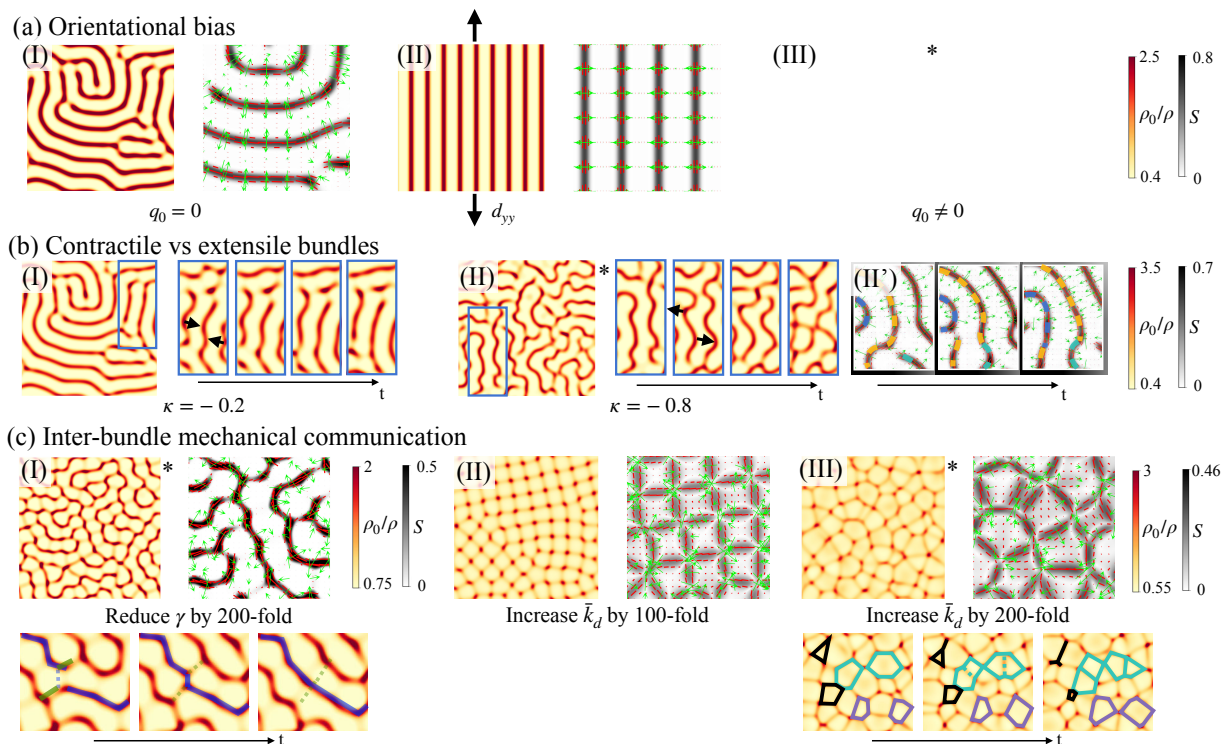 (a) Orientational bias
(I)
(II)
(III)
*
2.5
0.8
ρ₀/ρ
S
0.4
0
q₀ = 0
d_yy
q₀ ≠ 0
(b) Contractile vs extensile bundles
(I)
(II)
*
(II')
3.5
0.7
ρ₀/ρ
S
0.4
0
t
t
t
κ = − 0.2
κ = − 0.8
(c) Inter-bundle mechanical communication
(I)
*
2
0.5
ρ₀/ρ
S
0.75
0
(II)
(III)
*
3
0.46
ρ₀/ρ
S
0.55
0
Reduce γ by 200-fold
Increase k̄_d by 100-fold
Increase k̄_d by 200-fold
t
t